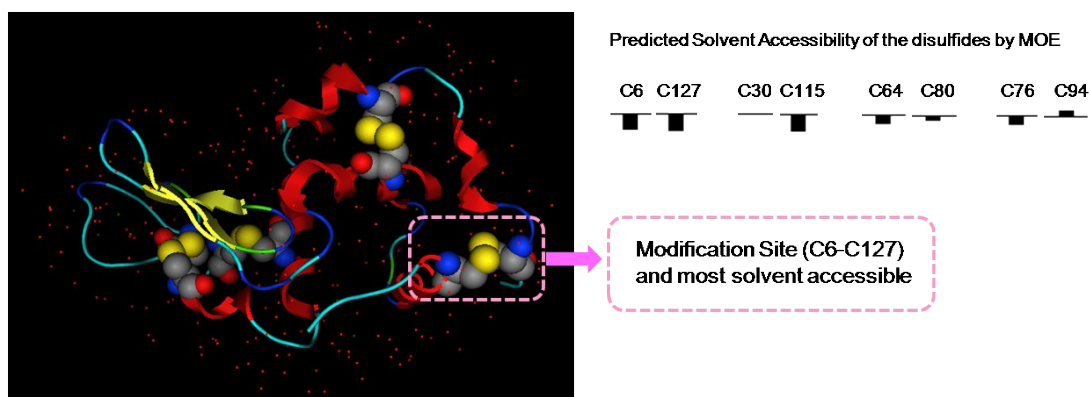 Predicted Solvent Accessibility of the disulfides by MOE
C6 C127 C30 C115 C64 C80 C76 C94
Modification Site (C6-C127)
and most solvent accessible